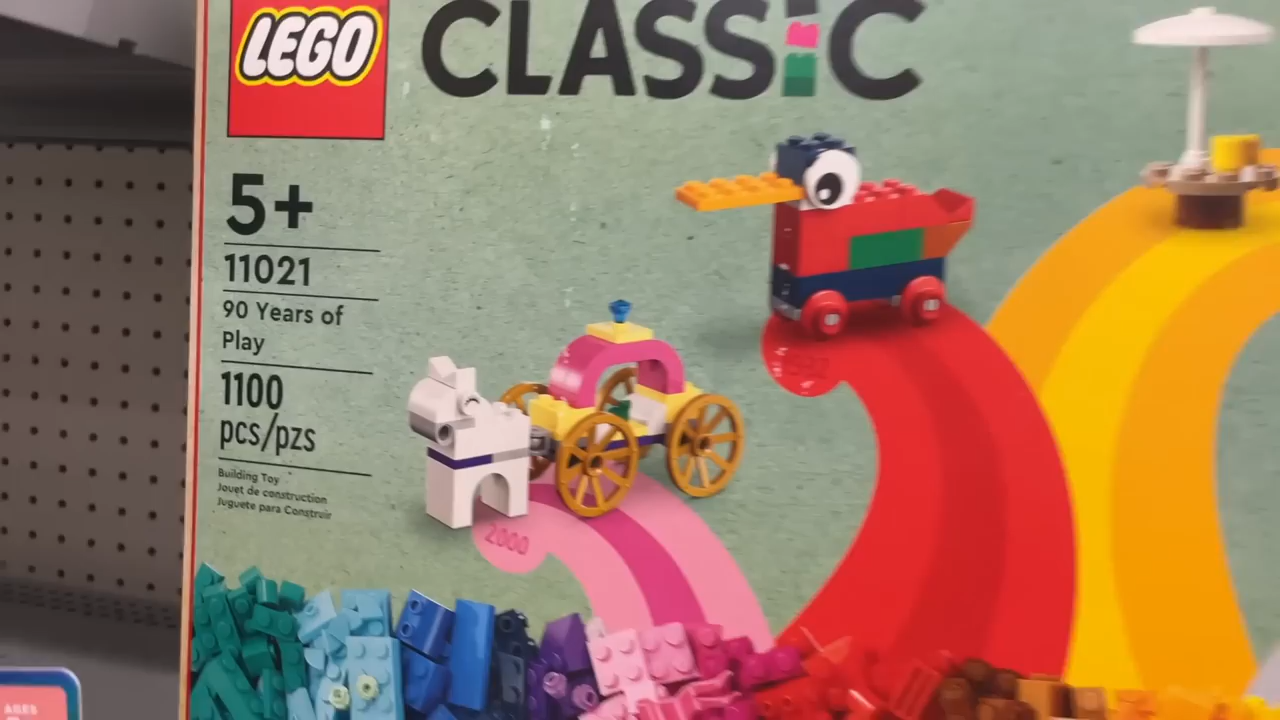 LEGO
CLASSiC
5+
11021
90 Years of
Play
1100
pcs/pzs
Building Toy
Jouet de construction
Juguete para Construir
2000
AGES